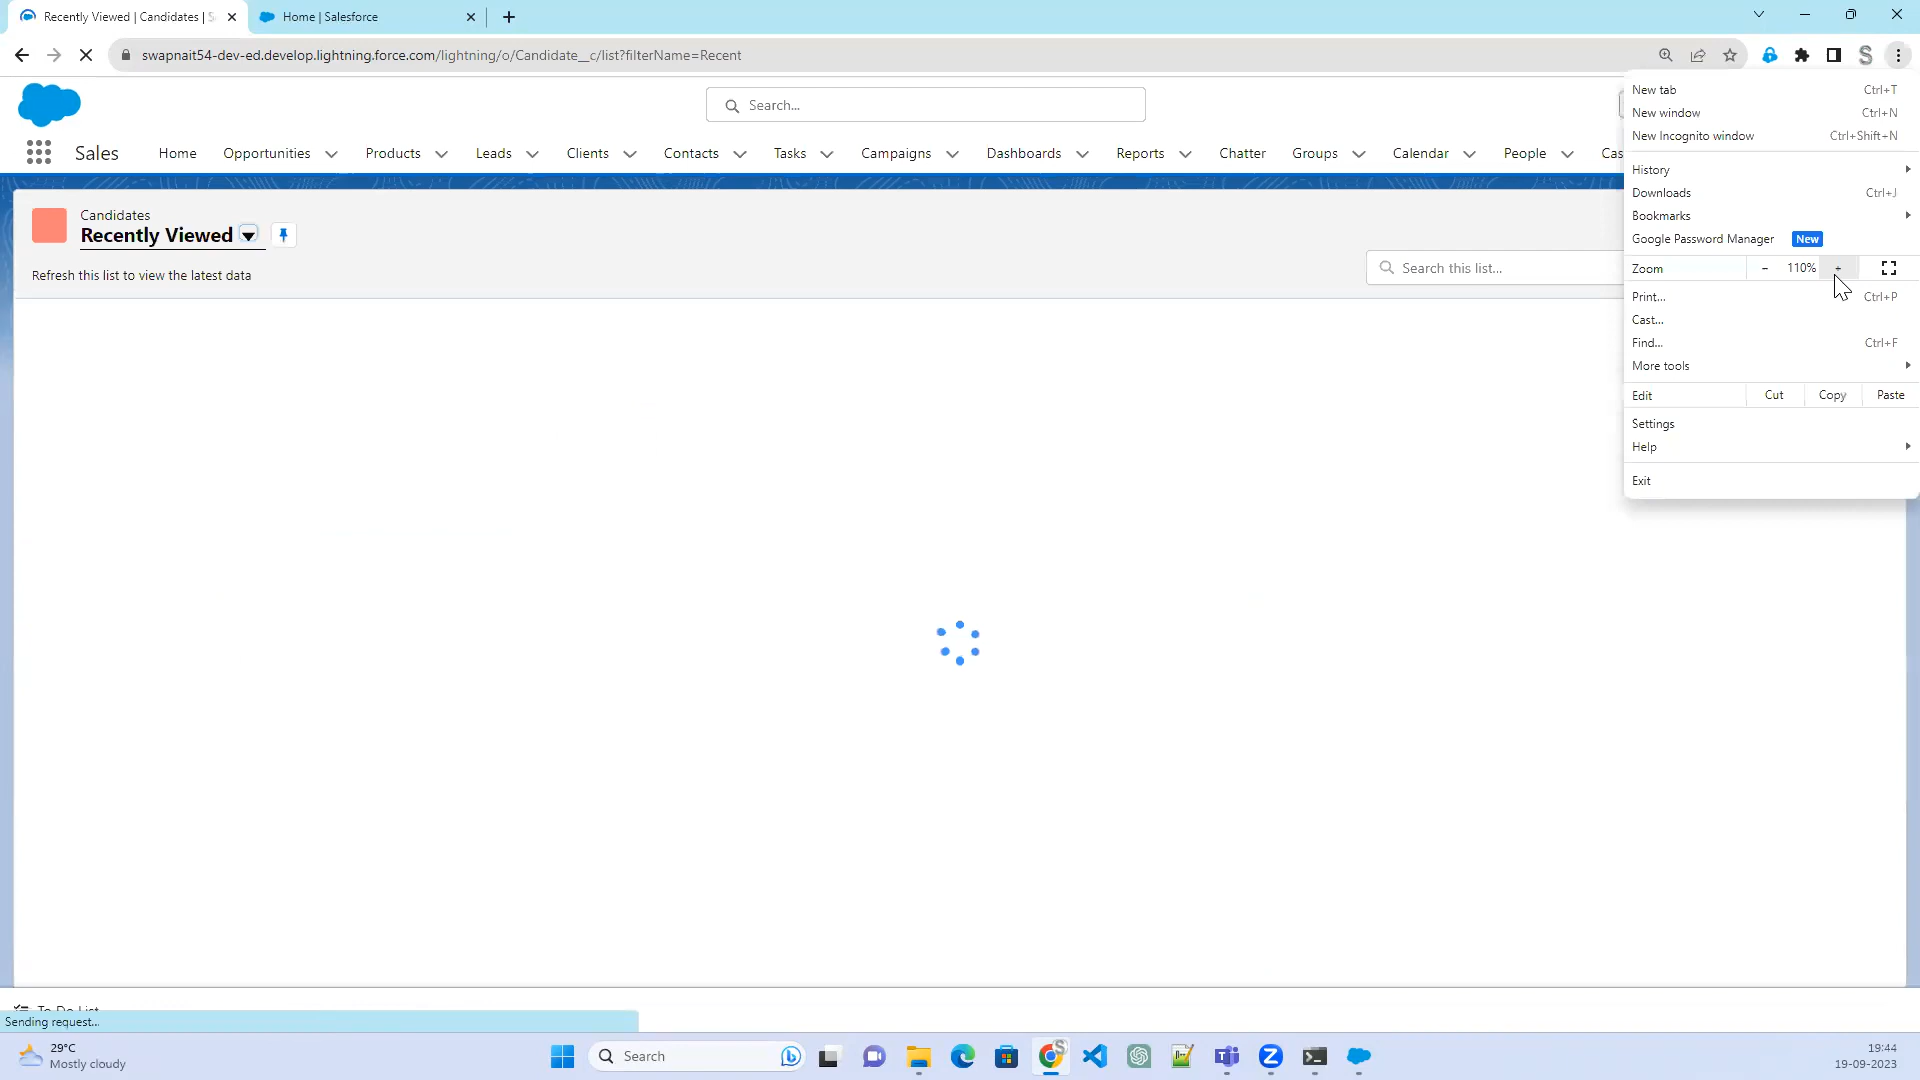 Recently Viewed | Candidates |
Home | Salesforce
swapnait54-dev-ed.develop.lightning.force.com/lightning/o/Candidate__c/list?filterName=Recent
Search...
Sales Home Opportunities Products Leads Clients Contacts Tasks Campaigns Dashboards Reports Chatter Groups Calendar People Cas
Candidates
Recently Viewed
Refresh this list to view the latest data
Search this list...
New tab Ctrl+T
New window Ctrl+N
New Incognito window Ctrl+Shift+N
History
Downloads Ctrl+J
Bookmarks
Google Password Manager New
Zoom - 110% +
Print... Ctrl+P
Cast...
Find... Ctrl+F
More tools
Edit Cut Copy Paste
Settings
Help
Exit
To Do List
Sending request...
29°C
Mostly cloudy
Search
19:44
19-09-2023